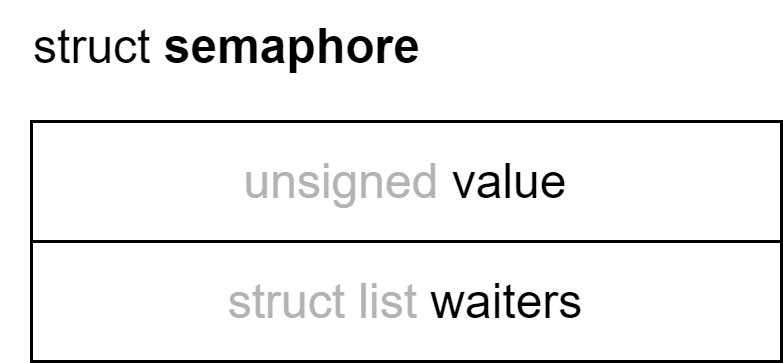 struct semaphore
unsigned value
struct list waiters